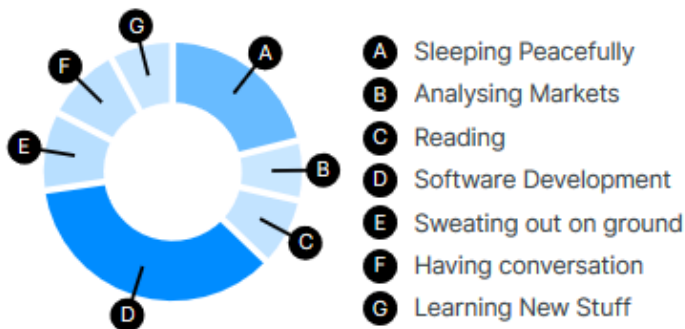 G
A
F
E
B
C
D
A Sleeping Peacefully
B Analysing Markets
C Reading
D Software Development
E Sweating out on ground
F Having conversation
G Learning New Stuff